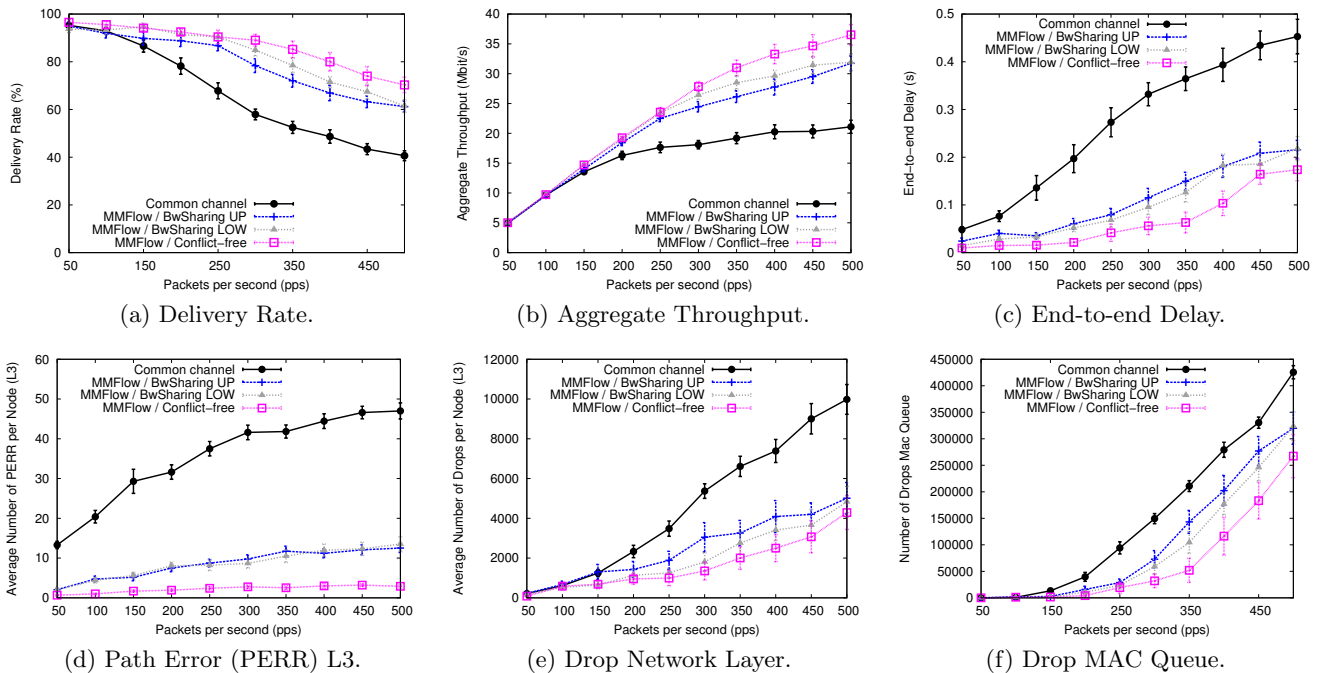 Delivery Rate (%)
100
80
60
40
20
0
Common channel
MMFlow / BwSharing UP
MMFlow / BwSharing LOW
MMFlow / Conflict-free
50 150 250 350 450
Packets per second (pps)
(a) Delivery Rate.
Aggregate Throughput (Mbit/s)
40
35
30
25
20
15
10
5
0
Common channel
MMFlow / BwSharing UP
MMFlow / BwSharing LOW
MMFlow / Conflict-free
50 100 150 200 250 300 350 400 450 500
Packets per second (pps)
(b) Aggregate Throughput.
End-to-end Delay (s)
0.5
0.4
0.3
0.2
0.1
0
Common channel
MMFlow / BwSharing UP
MMFlow / BwSharing LOW
MMFlow / Conflict-free
50 100 150 200 250 300 350 400 450 500
Packets per second (pps)
(c) End-to-end Delay.
Average Number of PERR per Node (L3)
60
50
40
30
20
10
0
Common channel
MMFlow / BwSharing UP
MMFlow / BwSharing LOW
MMFlow / Conflict-free
50 100 150 200 250 300 350 400 450 500
Packets per second (pps)
(d) Path Error (PERR) L3.
Average Number of Drops per Node (L3)
12000
10000
8000
6000
4000
2000
0
Common channel
MMFlow / BwSharing UP
MMFlow / BwSharing LOW
MMFlow / Conflict-free
50 100 150 200 250 300 350 400 450 500
Packets per second (pps)
(e) Drop Network Layer.
Number of Drops Mac Queue
450000
400000
350000
300000
250000
200000
150000
100000
50000
0
Common channel
MMFlow / BwSharing UP
MMFlow / BwSharing LOW
MMFlow / Conflict-free
50 150 250 350 450
Packets per second (pps)
(f) Drop MAC Queue.